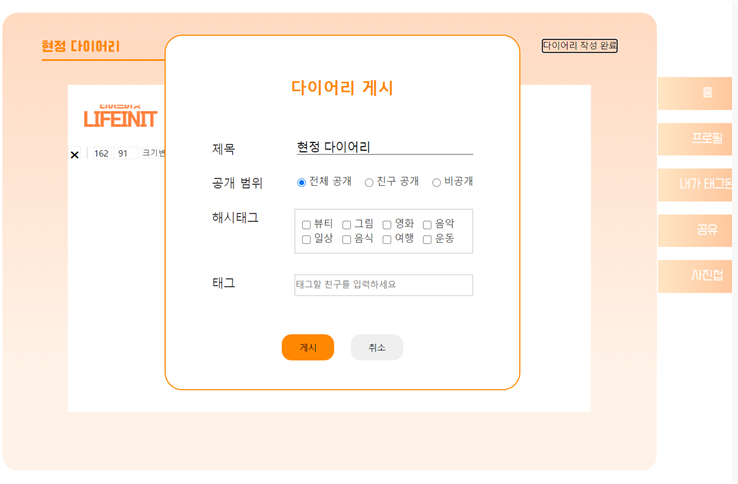 현정 다이어리
다이어리 작성 완료
다이어리 게시
LIFEINIT
제목
현정 다이어리
162 91 크기변
공개 범위
전체 공개 친구 공개 비공개
해시태그
뷰티 그림 영화 음악
일상 음식 여행 운동
태그
태그할 친구를 입력하세요
게시 취소
홈
프로필
내가 태그된
공유
사진첩